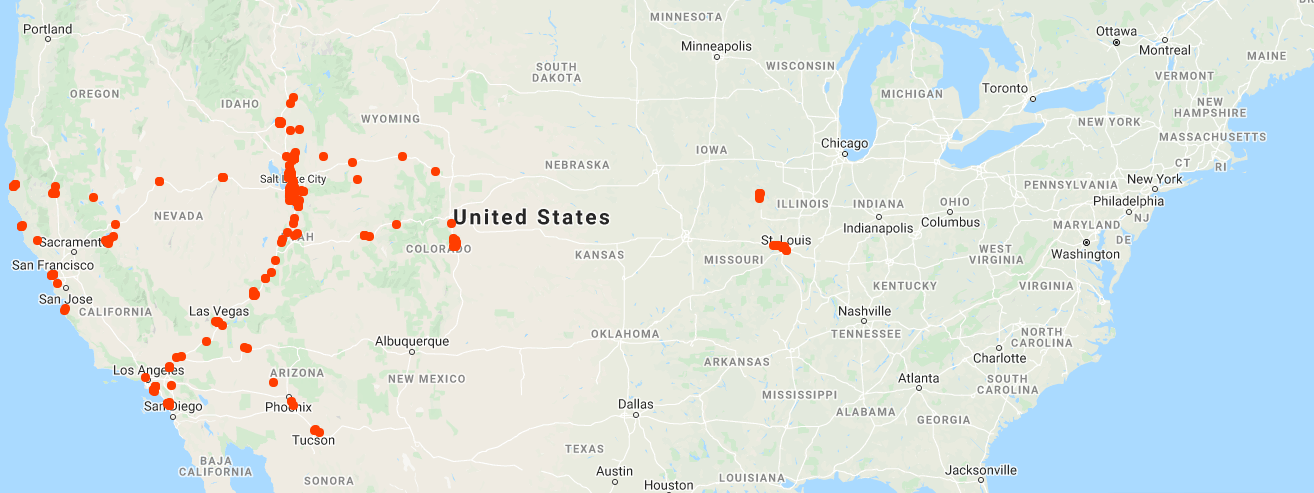 Portland
MINNESOTA
Ottawa
Montreal
MAINE
Minneapolis
WISCONSIN
SOUTH
DAKOTA
VERMONT
OREGON
IDAHO
MICHIGAN
Toronto
NEW
HAMPSHIRE
WYOMING
NEW YORK
MASSACHUSETTS
Chicago
IOWA
CT
RI
NEBRASKA
Salt Lake City
PENNSYLVANIA
New York
NEVADA
ILLINOIS
INDIANA
OHIO
Philadelphia
United States
Indianapolis
Columbus
NJ
MARYLAND
Sacramento
COLORADO
St. Louis
DE
WEST
VIRGINIA
Washington
KANSAS
MISSOURI
San Francisco
San Jose
KENTUCKY
VIRGINIA
CALIFORNIA
Las Vegas
Nashville
OKLAHOMA
TENNESSEE
NORTH
CAROLINA
Albuquerque
Charlotte
ARKANSAS
Los Angeles
ARIZONA
NEW MEXICO
Atlanta
SOUTH
CAROLINA
MISSISSIPPI
San Diego
Phoenix
Dallas
ALABAMA
GEORGIA
Tucson
TEXAS
BAJA
CALIFORNIA
SONORA
Austin
LOUISIANA
Jacksonville
Houston